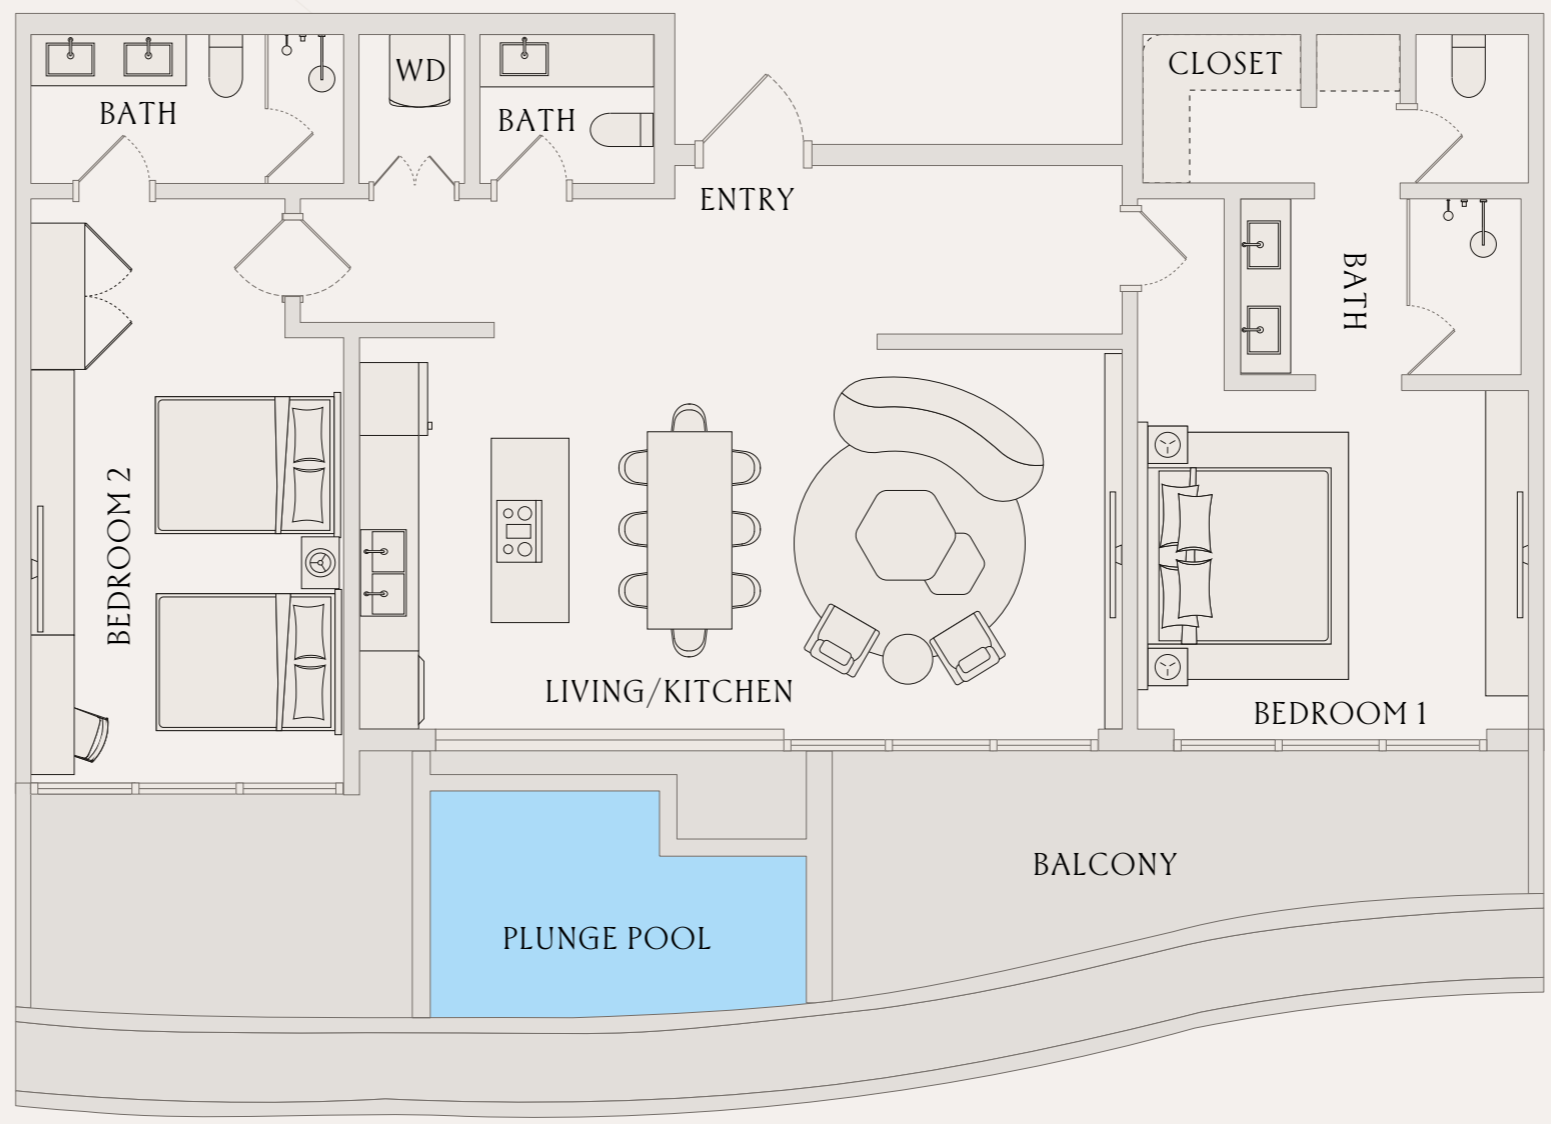 CLOSET
WD
BATH
BATH
ENTRY
BATH
BEDROOM 2
LIVING/KITCHEN
BEDROOM 1
BALCONY
PLUNGE POOL